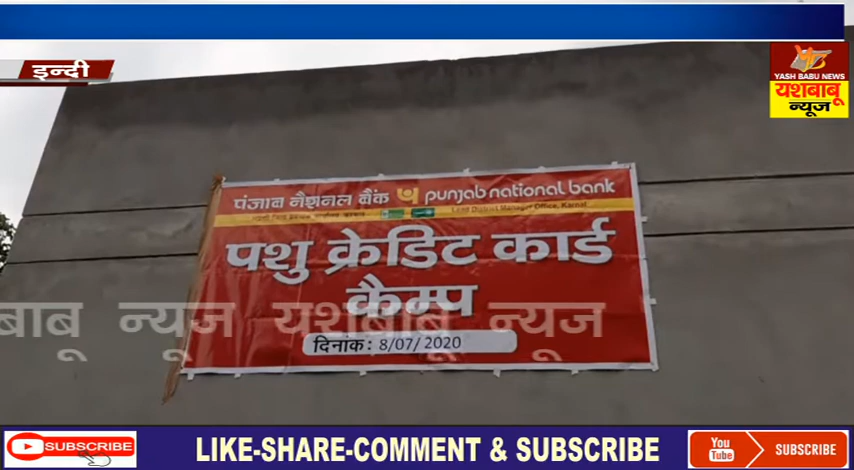 इन्दी
YASH BABU NEWS
यशबाबू
न्यूज
पंजाब नैशनल बैंक punjab national bank
Lead District Manager Office, Karnal
पशु क्रेडिट कार्ड
कैम्प
बाबू न्यूज यशबाबू न्यूज
दिनांक: 8/07/2020
SUBSCRIBE
LIKE-SHARE-COMMENT & SUBSCRIBE
You
Tube
SUBSCRIBE